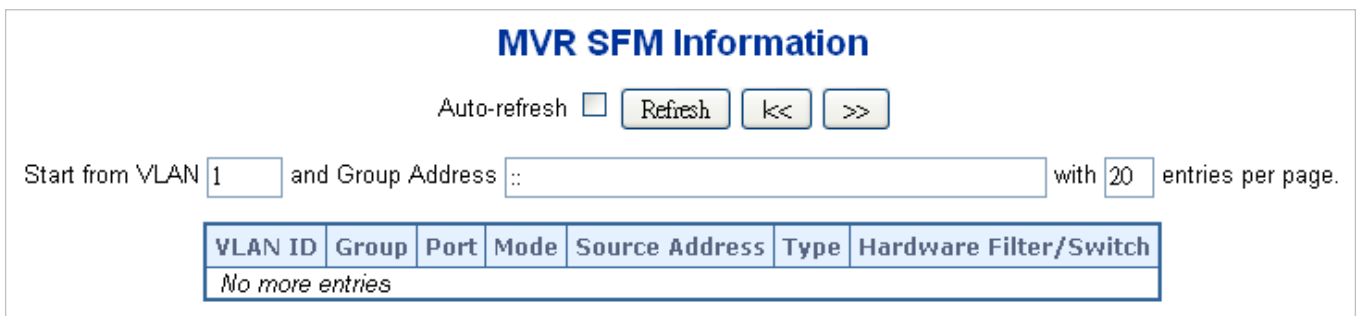 MVR SFM Information
Auto-refresh Refresh |<< >>
Start from VLAN 1 and Group Address :: with 20 entries per page.
VLAN ID Group Port Mode Source Address Type Hardware Filter/Switch
No more entries